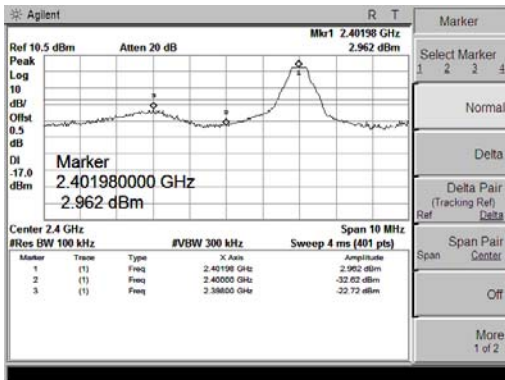 Agilent R T
Mkr1 2.40198 GHz
Ref 10.5 dBm Atten 20 dB 2.962 dBm
Peak
Log
10
dB/
Offst
0.5
dB
DI
-17.0
dBm
3
2
1
Marker
2.401980000 GHz
2.962 dBm
Center 2.4 GHz Span 10 MHz
#Res BW 100 kHz #VBW 300 kHz Sweep 4 ms (401 pts)
Marker Trace Type X Axis Amplitude
1 (1) Freq 2.40198 GHz 2.962 dBm
2 (1) Freq 2.40000 GHz -32.62 dBm
3 (1) Freq 2.39800 GHz -22.72 dBm
Marker
Select Marker
1 2 3 4
Normal
Delta
Delta Pair
(Tracking Ref)
Ref Delta
Span Pair
Span Center
Off
More
1 of 2